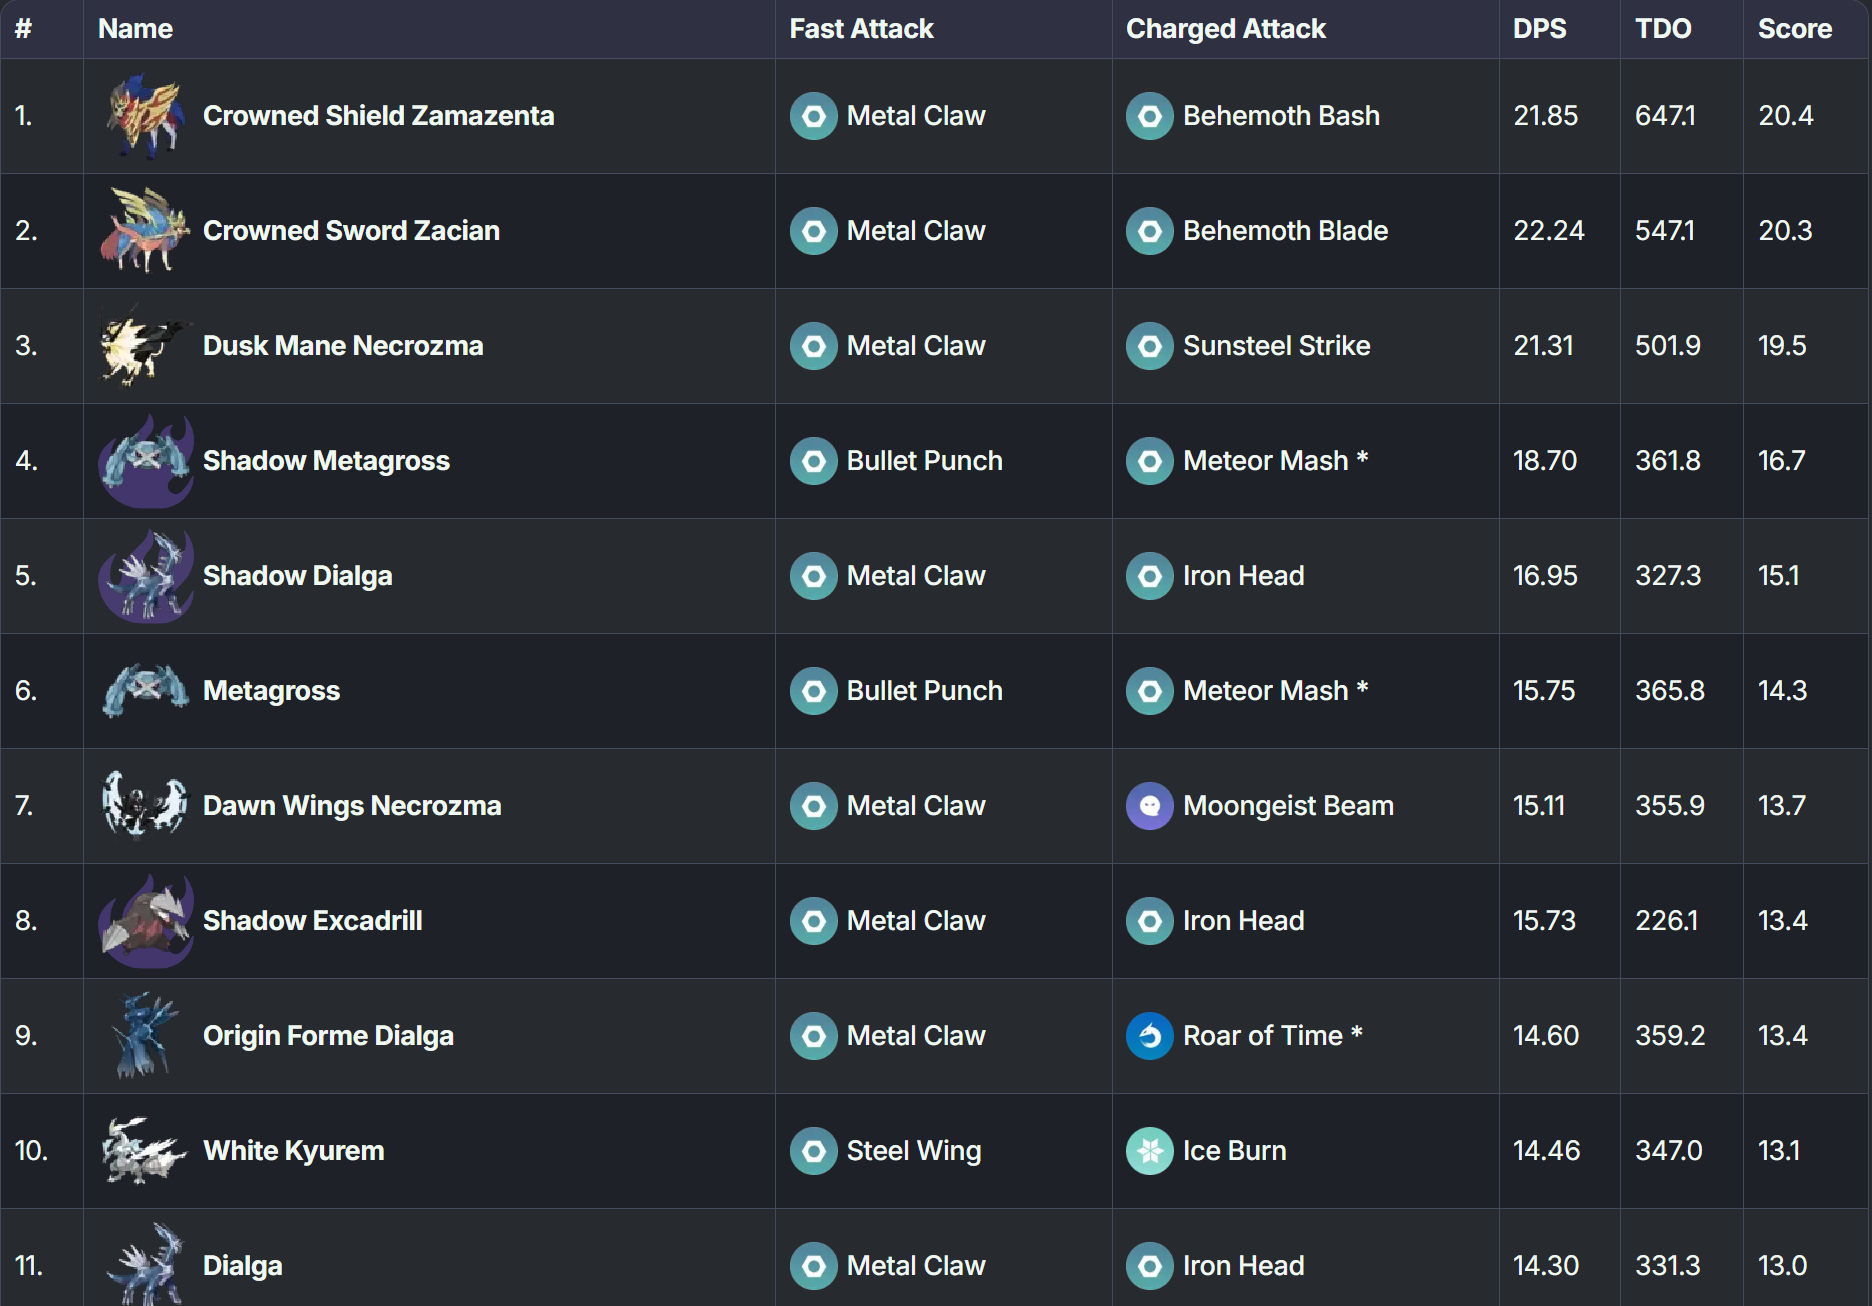 # Name Fast Attack Charged Attack DPS TDO Score
1. Crowned Shield Zamazenta Metal Claw Behemoth Bash 21.85 647.1 20.4
2. Crowned Sword Zacian Metal Claw Behemoth Blade 22.24 547.1 20.3
3. Dusk Mane Necrozma Metal Claw Sunsteel Strike 21.31 501.9 19.5
4. Shadow Metagross Bullet Punch Meteor Mash * 18.70 361.8 16.7
5. Shadow Dialga Metal Claw Iron Head 16.95 327.3 15.1
6. Metagross Bullet Punch Meteor Mash * 15.75 365.8 14.3
7. Dawn Wings Necrozma Metal Claw Moongeist Beam 15.11 355.9 13.7
8. Shadow Excadrill Metal Claw Iron Head 15.73 226.1 13.4
9. Origin Forme Dialga Metal Claw Roar of Time * 14.60 359.2 13.4
10. White Kyurem Steel Wing Ice Burn 14.46 347.0 13.1
11. Dialga Metal Claw Iron Head 14.30 331.3 13.0